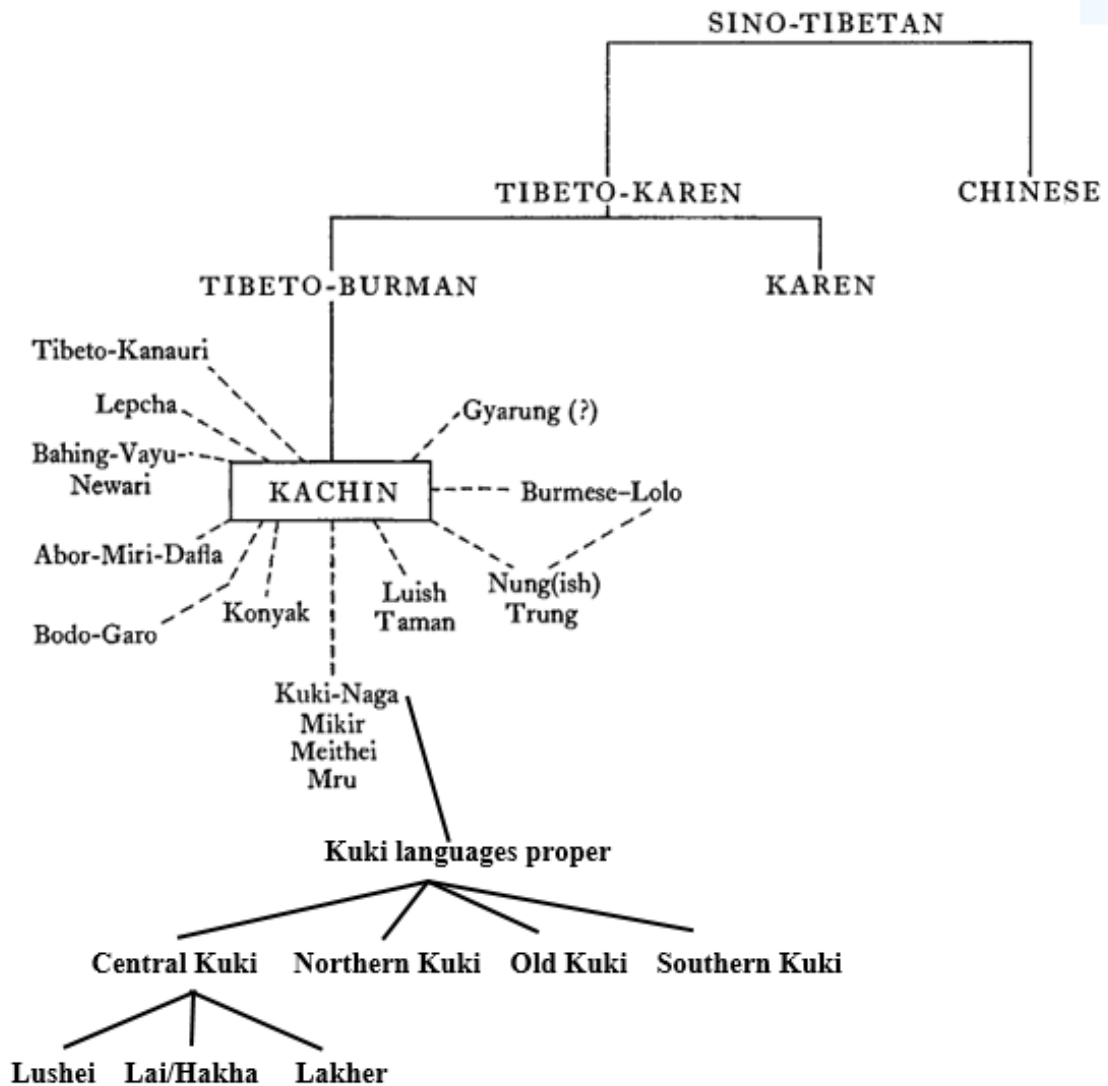 SINO-TIBETAN
TIBETO-KAREN
CHINESE
TIBETO-BURMAN
KAREN
Tibeto-Kanauri
Lepcha
Gyarung (?)
Bahing-Vayu-
Newari
KACHIN
Burmese-Lolo
Abor-Miri-Dafla
Bodo-Garo
Konyak
Luish
Taman
Nung(ish)
Trung
Kuki-Naga
Mikir
Meithei
Mru
Kuki languages proper
Central Kuki
Northern Kuki
Old Kuki
Southern Kuki
Lushei
Lai/Hakha
Lakher